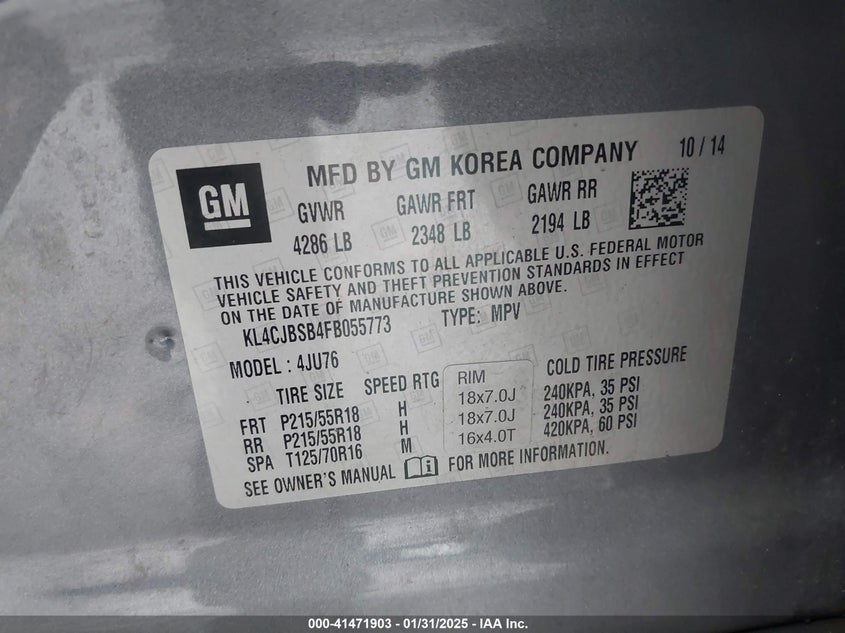 GM
MFD BY GM KOREA COMPANY 10 / 14
GVWR GAWR FRT GAWR RR
4286 LB 2348 LB 2194 LB
THIS VEHICLE CONFORMS TO ALL APPLICABLE U.S. FEDERAL MOTOR
VEHICLE SAFETY AND THEFT PREVENTION STANDARDS IN EFFECT
ON THE DATE OF MANUFACTURE SHOWN ABOVE.
KL4CJBSB4FB055773 TYPE: MPV
MODEL : 4JU76
TIRE SIZE SPEED RTG RIM COLD TIRE PRESSURE
FRT P215/55R18 H 18x7.0J 240KPA, 35 PSI
RR P215/55R18 H 18x7.0J 240KPA, 35 PSI
SPA T125/70R16 M 16x4.0T 420KPA, 60 PSI
SEE OWNER'S MANUAL FOR MORE INFORMATION.
000-41471903 - 01/31/2025 - IAA Inc.